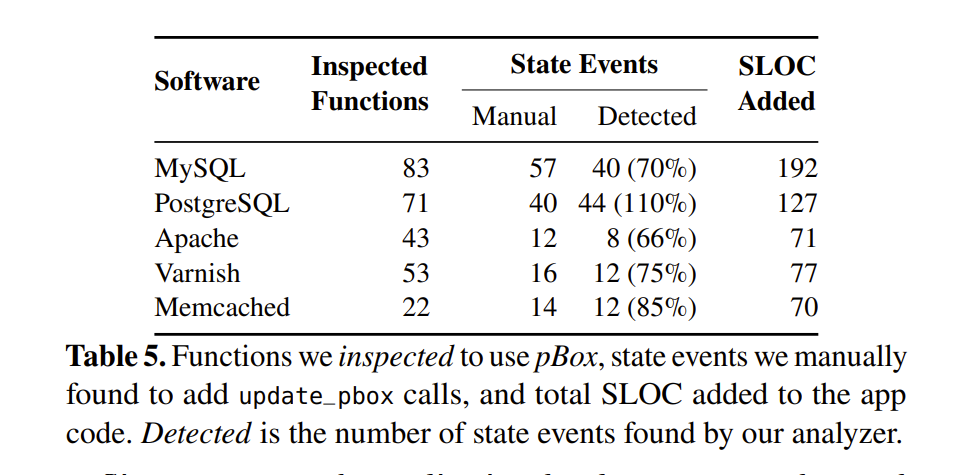 Software Inspected Functions State Events SLOC Added
Manual Detected
MySQL 83 57 40 (70%) 192
PostgreSQL 71 40 44 (110%) 127
Apache 43 12 8 (66%) 71
Varnish 53 16 12 (75%) 77
Memcached 22 14 12 (85%) 70
Table 5. Functions we inspected to use pBox, state events we manually
found to add update_pbox calls, and total SLOC added to the app
code. Detected is the number of state events found by our analyzer.